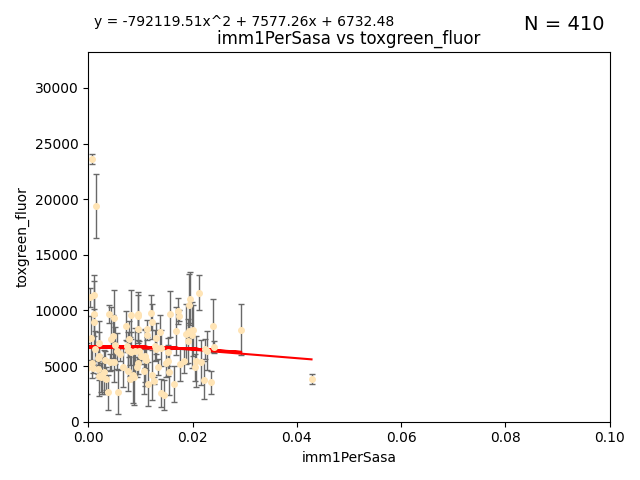 y = -792119.51x^2 + 7577.26x + 6732.48
N = 410
imm1PerSasa vs toxgreen_fluor
30000
25000
20000
15000
10000
5000
0
toxgreen_fluor
0.00 0.02 0.04 0.06 0.08 0.10
imm1PerSasa